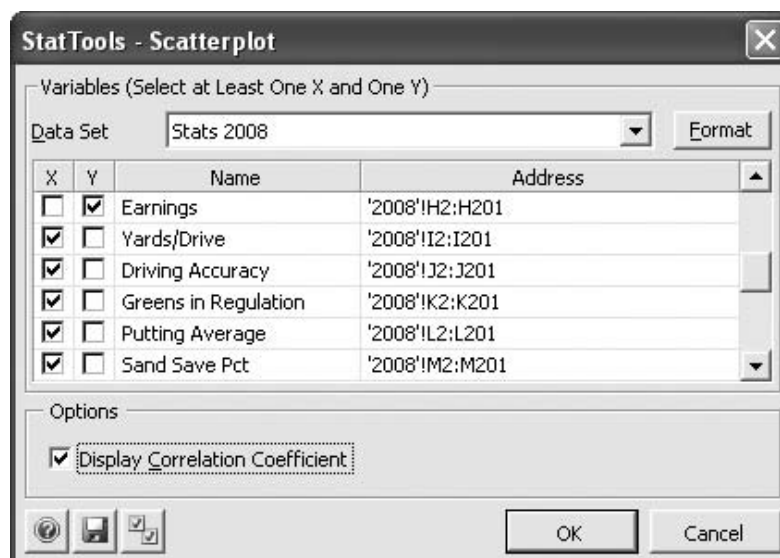 StatTools - Scatterplot
Variables (Select at Least One X and One Y)
Data Set Stats 2008 Format
X Y Name Address
Earnings '2008'!H2:H201
Yards/Drive '2008'!I2:I201
Driving Accuracy '2008'!J2:J201
Greens in Regulation '2008'!K2:K201
Putting Average '2008'!L2:L201
Sand Save Pct '2008'!M2:M201
Options
Display Correlation Coefficient
OK Cancel